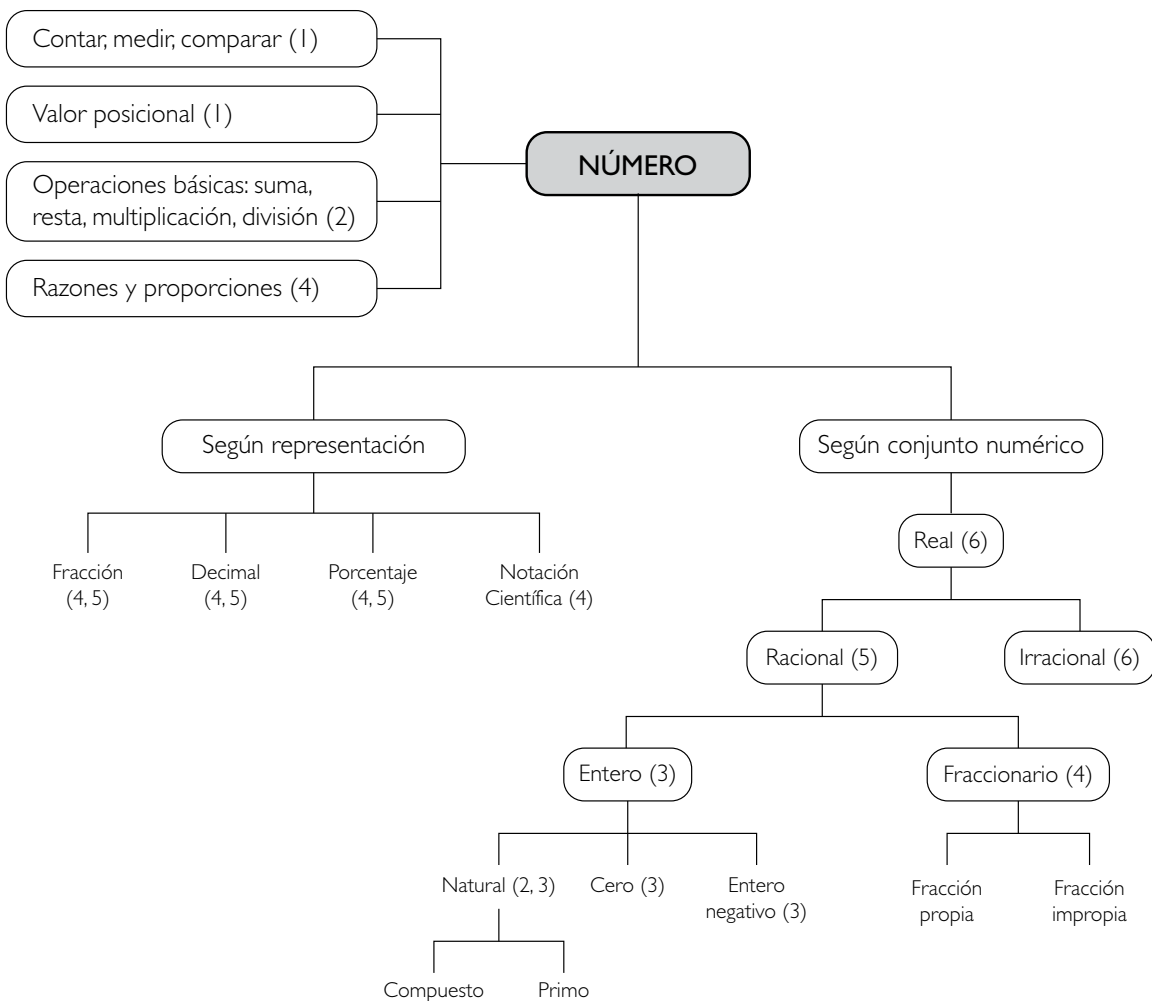 Contar, medir, comparar (1)
Valor posicional (1)
NÚMERO
Operaciones básicas: suma,
resta, multiplicación, división (2)
Razones y proporciones (4)
Según representación
Según conjunto numérico
Real (6)
Fracción
(4, 5)
Decimal
(4, 5)
Porcentaje
(4, 5)
Notación
Científica (4)
Racional (5)
Irracional (6)
Entero (3)
Fraccionario (4)
Natural (2, 3)
Cero (3)
Entero
negativo (3)
Fracción
propia
Fracción
impropia
Compuesto
Primo